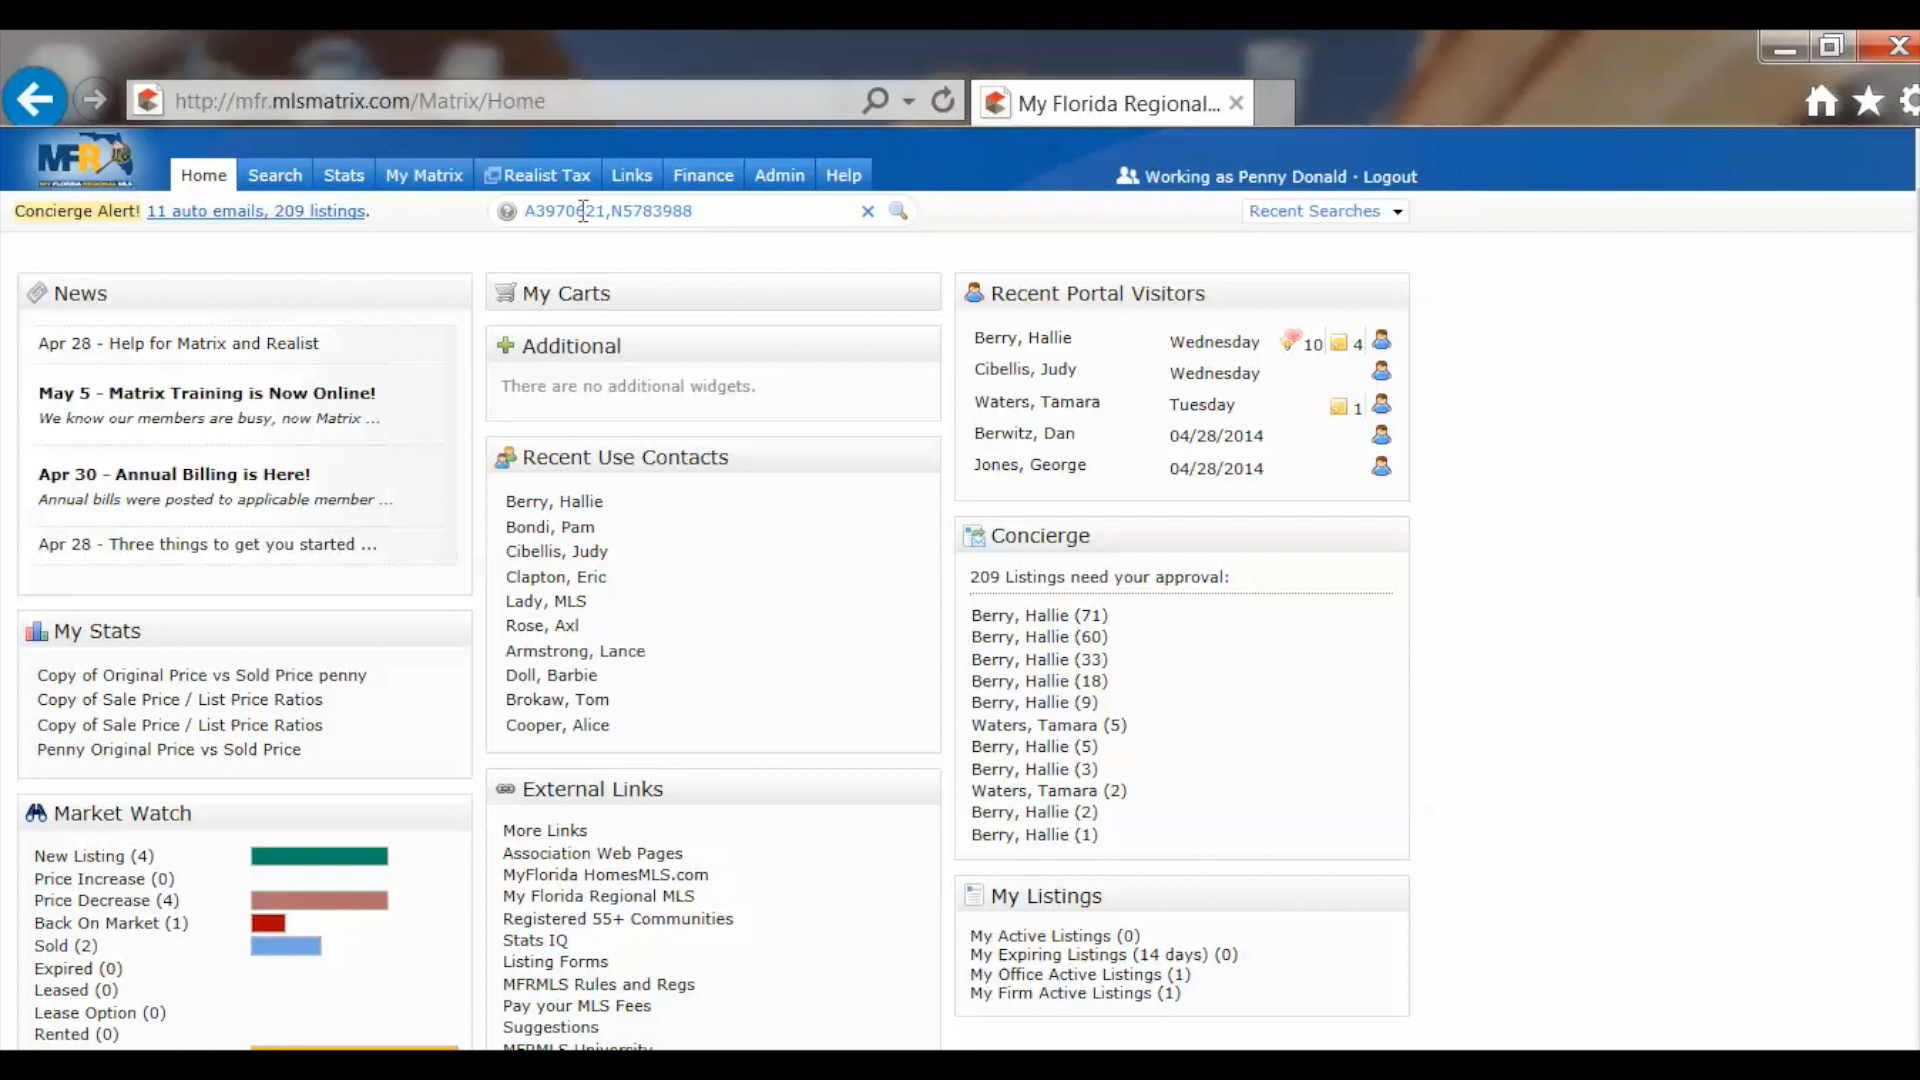 http://mfr.mlsmatrix.com/Matrix/Home
My Florida Regional...
MFR
Home
Search
Stats
My Matrix
Realist Tax
Links
Finance
Admin
Help
Working as Penny Donald · Logout
Concierge Alert! 11 auto emails, 209 listings.
A3970621,N5783988
Recent Searches
News
Apr 28 - Help for Matrix and Realist
May 5 - Matrix Training is Now Online!
We know our members are busy, now Matrix ...
Apr 30 - Annual Billing is Here!
Annual bills were posted to applicable member ...
Apr 28 - Three things to get you started ...
My Stats
Copy of Original Price vs Sold Price penny
Copy of Sale Price / List Price Ratios
Copy of Sale Price / List Price Ratios
Penny Original Price vs Sold Price
Market Watch
New Listing (4)
Price Increase (0)
Price Decrease (4)
Back On Market (1)
Sold (2)
Expired (0)
Leased (0)
Lease Option (0)
Rented (0)
My Carts
Additional
There are no additional widgets.
Recent Use Contacts
Berry, Hallie
Bondi, Pam
Cibellis, Judy
Clapton, Eric
Lady, MLS
Rose, Axl
Armstrong, Lance
Doll, Barbie
Brokaw, Tom
Cooper, Alice
External Links
More Links
Association Web Pages
MyFlorida HomesMLS.com
My Florida Regional MLS
Registered 55+ Communities
Stats IQ
Listing Forms
MFRMLS Rules and Regs
Pay your MLS Fees
Suggestions
MFRMLS University
Recent Portal Visitors
Berry, Hallie Wednesday 10 4
Cibellis, Judy Wednesday
Waters, Tamara Tuesday 1
Berwitz, Dan 04/28/2014
Jones, George 04/28/2014
Concierge
209 Listings need your approval:
Berry, Hallie (71)
Berry, Hallie (60)
Berry, Hallie (33)
Berry, Hallie (18)
Berry, Hallie (9)
Waters, Tamara (5)
Berry, Hallie (5)
Berry, Hallie (3)
Waters, Tamara (2)
Berry, Hallie (2)
Berry, Hallie (1)
My Listings
My Active Listings (0)
My Expiring Listings (14 days) (0)
My Office Active Listings (1)
My Firm Active Listings (1)